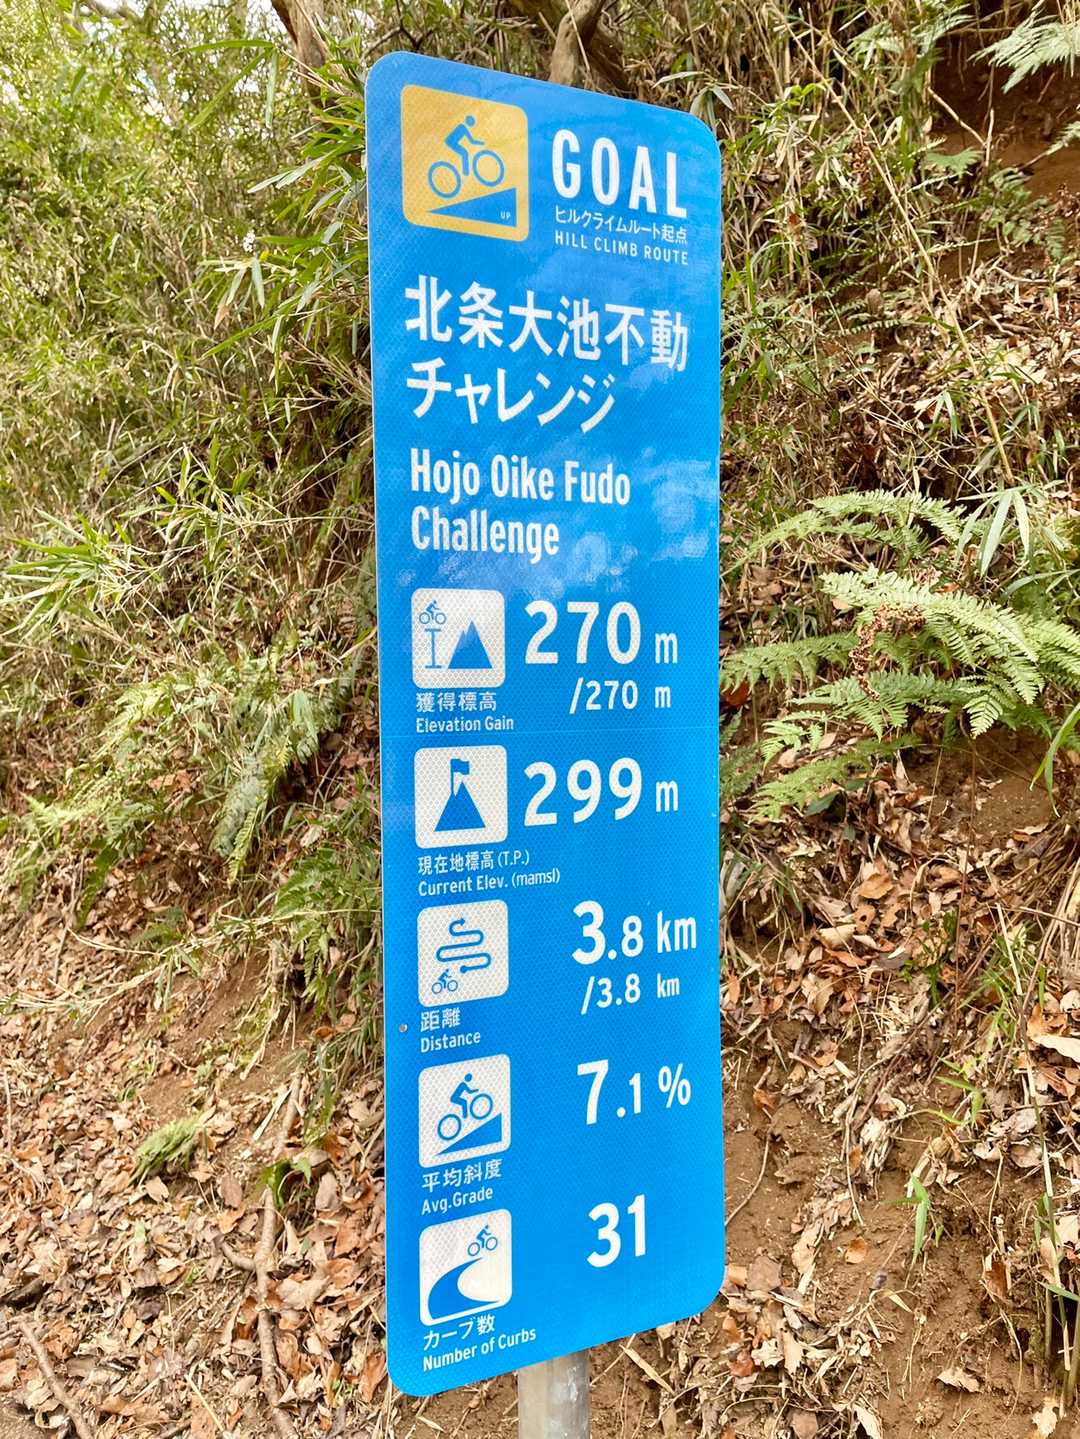 UP
GOAL
ヒルクライムルート起点
HILL CLIMB ROUTE
北条大池不動
チャレンジ
Hojo Oike Fudo
Challenge
270 m
/270 m
獲得標高
Elevation Gain
299 m
現在地標高(T.P.)
Current Elev. (mamsl)
3.8 km
/3.8 km
距離
Distance
7.1 %
平均斜度
Avg.Grade
31
カーブ数
Number of Curbs